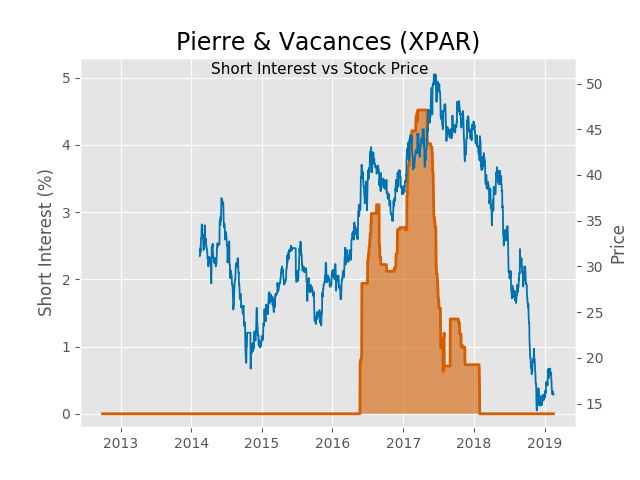 Pierre & Vacances (XPAR)
Short Interest vs Stock Price
Short Interest (%)
5
4
3
2
1
0
50
45
40
35
30
25
20
15
Price
2013 2014 2015 2016 2017 2018 2019